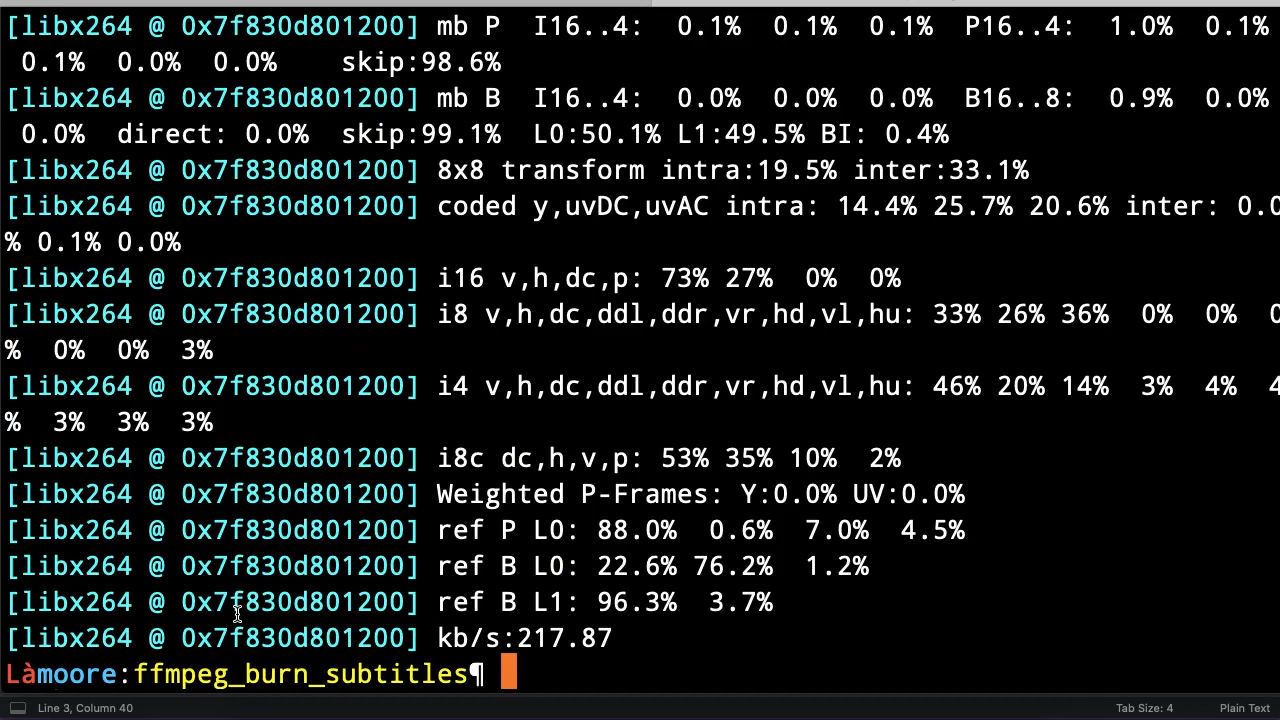 [libx264 @ 0x7f830d801200] mb P  I16..4:  0.1%  0.1%  0.1%  P16..4:  1.0%  0.1%
 0.1%  0.0%  0.0%    skip:98.6%
[libx264 @ 0x7f830d801200] mb B  I16..4:  0.0%  0.0%  0.0%  B16..8:  0.9%  0.0%
 0.0%  direct: 0.0%  skip:99.1%  L0:50.1% L1:49.5% BI: 0.4%
[libx264 @ 0x7f830d801200] 8x8 transform intra:19.5% inter:33.1%
[libx264 @ 0x7f830d801200] coded y,uvDC,uvAC intra: 14.4% 25.7% 20.6% inter: 0.0
% 0.1% 0.0%
[libx264 @ 0x7f830d801200] i16 v,h,dc,p: 73% 27%  0%  0%
[libx264 @ 0x7f830d801200] i8 v,h,dc,ddl,ddr,vr,hd,vl,hu: 33% 26% 36%  0%  0%  0
%  0%  0%  3%
[libx264 @ 0x7f830d801200] i4 v,h,dc,ddl,ddr,vr,hd,vl,hu: 46% 20% 14%  3%  4%  4
%  3%  3%  3%
[libx264 @ 0x7f830d801200] i8c dc,h,v,p: 53% 35% 10%  2%
[libx264 @ 0x7f830d801200] Weighted P-Frames: Y:0.0% UV:0.0%
[libx264 @ 0x7f830d801200] ref P L0: 88.0%  0.6%  7.0%  4.5%
[libx264 @ 0x7f830d801200] ref B L0: 22.6% 76.2%  1.2%
[libx264 @ 0x7f830d801200] ref B L1: 96.3%  3.7%
[libx264 @ 0x7f830d801200] kb/s:217.87
Làmoore:ffmpeg_burn_subtitles¶
Line 3, Column 40 Tab Size: 4 Plain Text